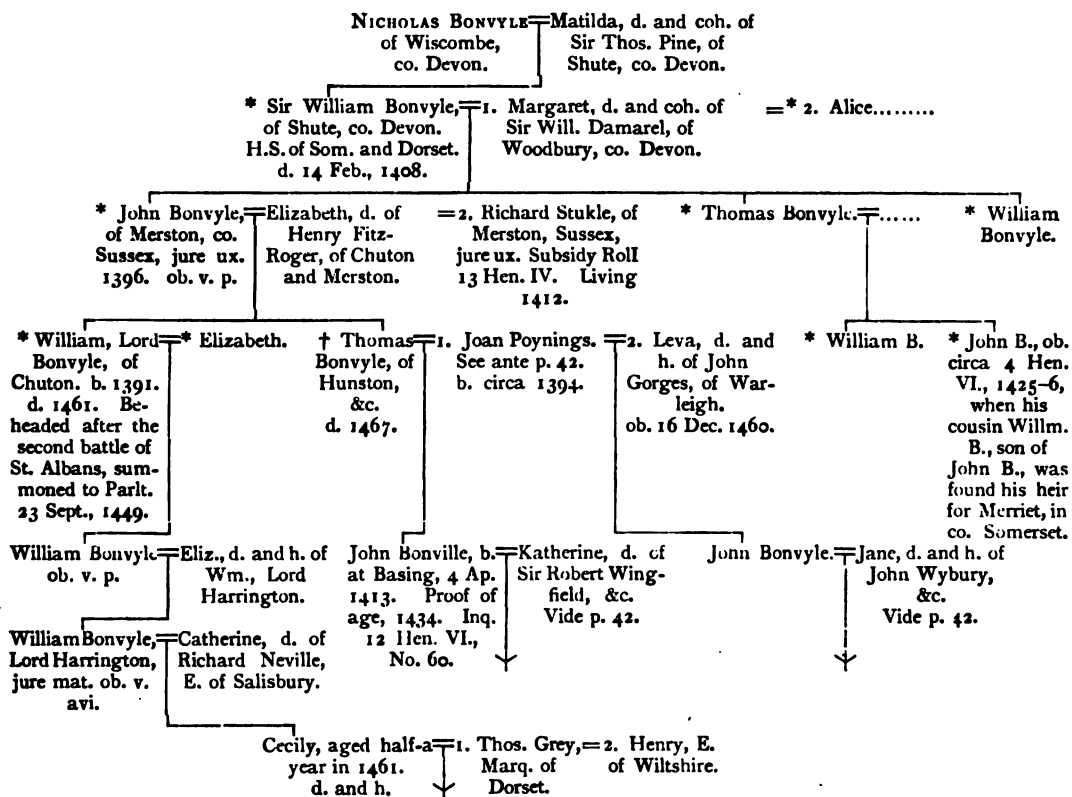 NICHOLAS BONVYLE
of Wiscombe,
co. Devon.
Matilda, d. and coh. of
Sir Thos. Pine, of
Shute, co. Devon.
* Sir William Bonvyle,
of Shute, co. Devon.
H.S. of Som. and Dorset.
d. 14 Feb., 1408.
1. Margaret, d. and coh. of
Sir Will. Damarel, of
Woodbury, co. Devon.
=* 2. Alice.........
* John Bonvyle,
of Merston, co.
Sussex, jure ux.
1396. ob. v. p.
Elizabeth, d. of
Henry Fitz-
Roger, of Chuton
and Merston.
=2. Richard Stukle, of
Merston, Sussex,
jure ux. Subsidy Roll
13 Hen. IV. Living
1412.
* Thomas Bonvyle.
......
* William
Bonvyle.
* William, Lord
Bonvyle, of
Chuton. b. 1391.
d. 1461. Be-
headed after the
second battle of
St. Albans, sum-
moned to Parlt.
23 Sept., 1449.
* Elizabeth.
† Thomas
Bonvyle, of
Hunston,
&c.
d. 1467.
1. Joan Poynings.
See ante p. 42.
b. circa 1394.
2. Leva, d. and
h. of John
Gorges, of War-
leigh.
ob. 16 Dec. 1460.
* William B.
* John B., ob.
circa 4 Hen.
VI., 1425-6,
when his
cousin Willm.
B., son of
John B., was
found his heir
for Merriet, in
co. Somerset.
William Bonvyle
ob. v. p.
Eliz., d. and h. of
Wm., Lord
Harrington.
John Bonville, b.
at Basing, 4 Ap.
1413. Proof of
age, 1434. Inq.
12 Hen. VI.,
No. 60.
Katherine, d. of
Sir Robert Wing-
field, &c.
Vide p. 42.
John Bonvyle.
Jane, d. and h. of
John Wybury,
&c.
Vide p. 42.
William Bonvyle,
Lord Harrington,
jure mat. ob. v.
avi.
Catherine, d. of
Richard Neville,
E. of Salisbury.
Cecily, aged half-a
year in 1461.
d. and h.
1. Thos. Grey,
Marq. of
Dorset.
=2. Henry, E.
of Wiltshire.